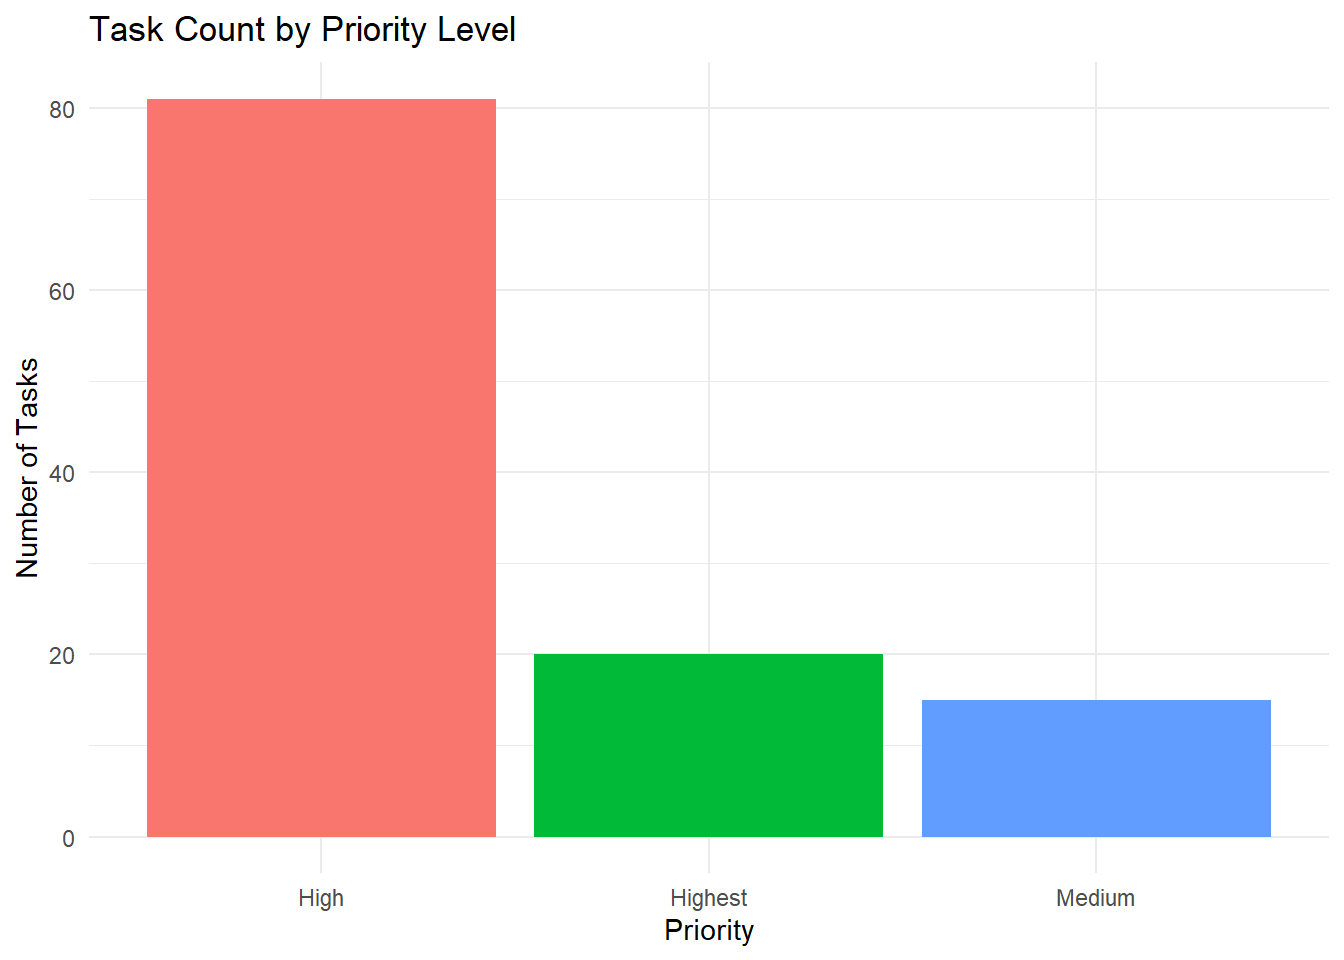 Task Count by Priority Level
Number of Tasks
80
60
40
20
0
High
Highest
Medium
Priority